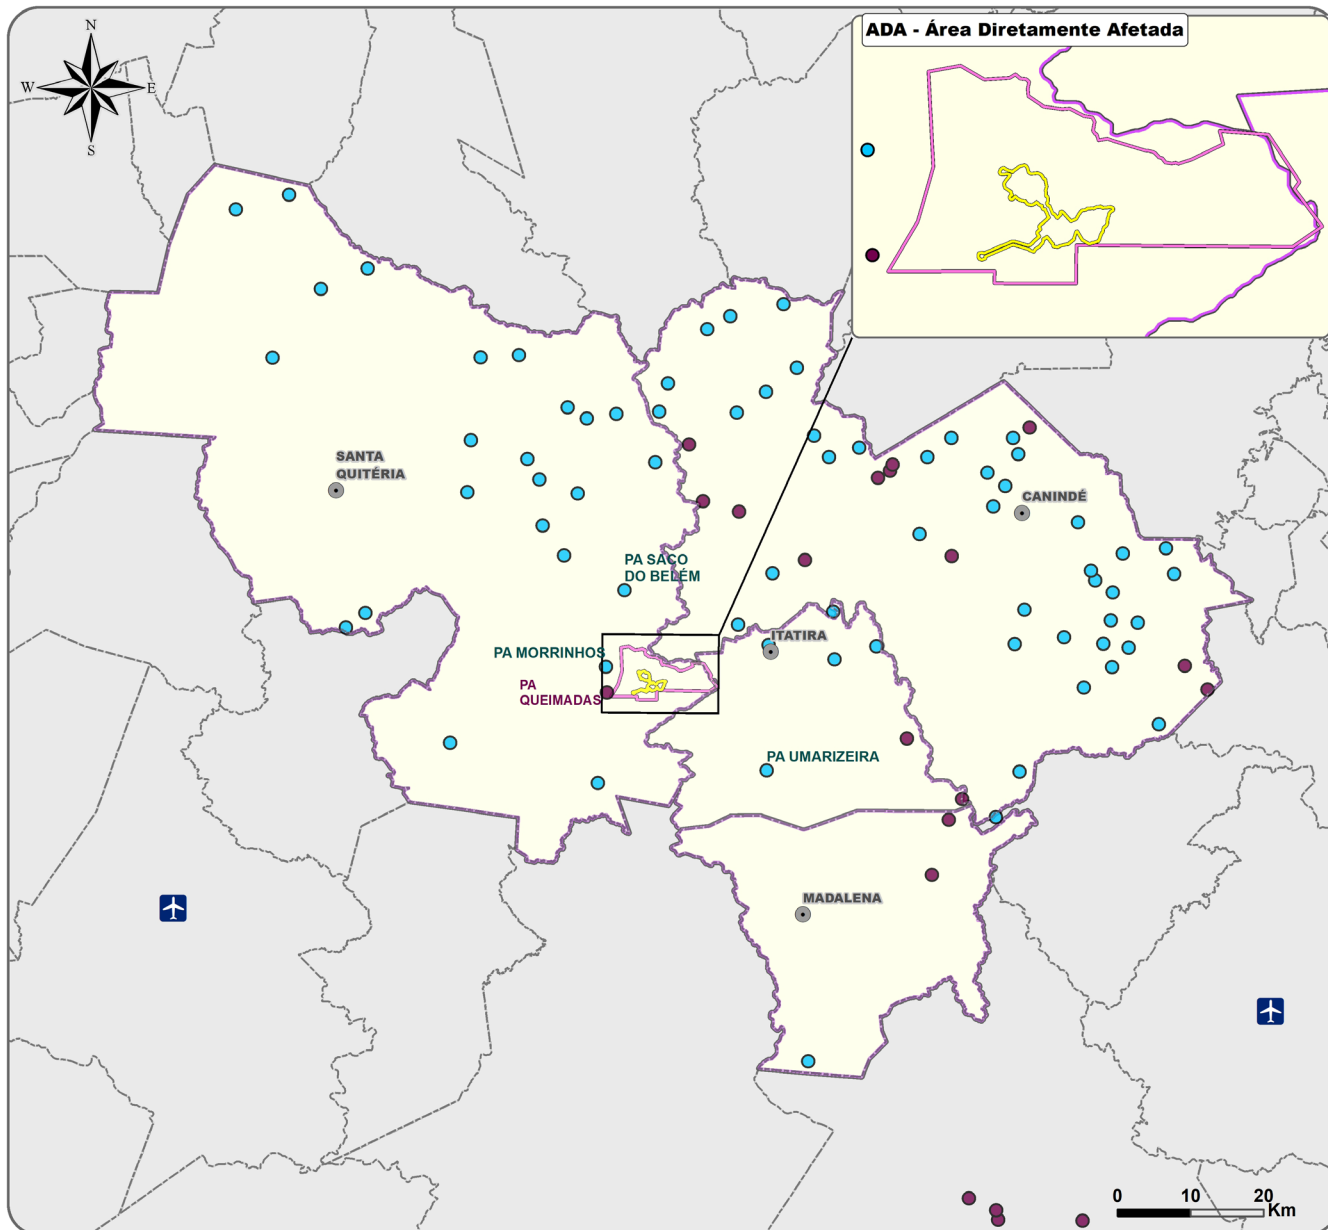 ADA - Área Diretamente Afetada
N
W
E
S
SANTA
QUITÉRIA
CANINDÉ
PA SACO
DO BELÉM
ITATIRA
PA MORRINHOS
PA
QUEIMADAS
PA UMARIZEIRA
MADALENA
0 10 20
Km